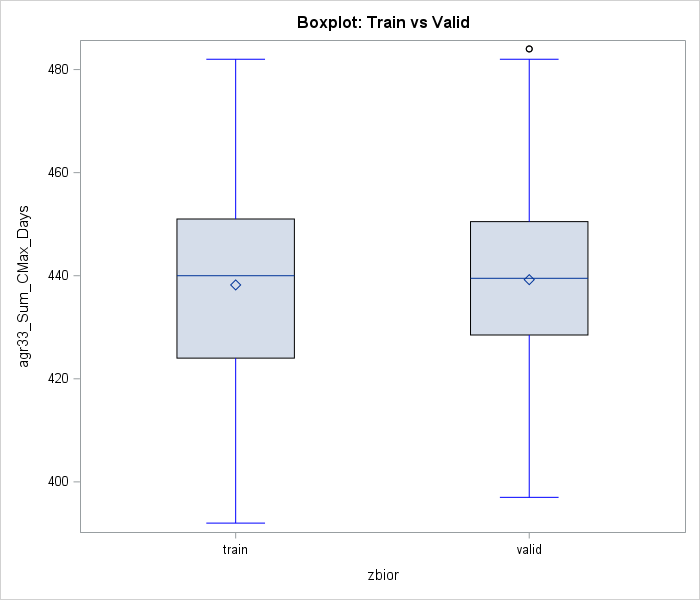 Boxplot: Train vs Valid
agr33_Sum_CMax_Days
480
460
440
420
400
train
valid
zbior